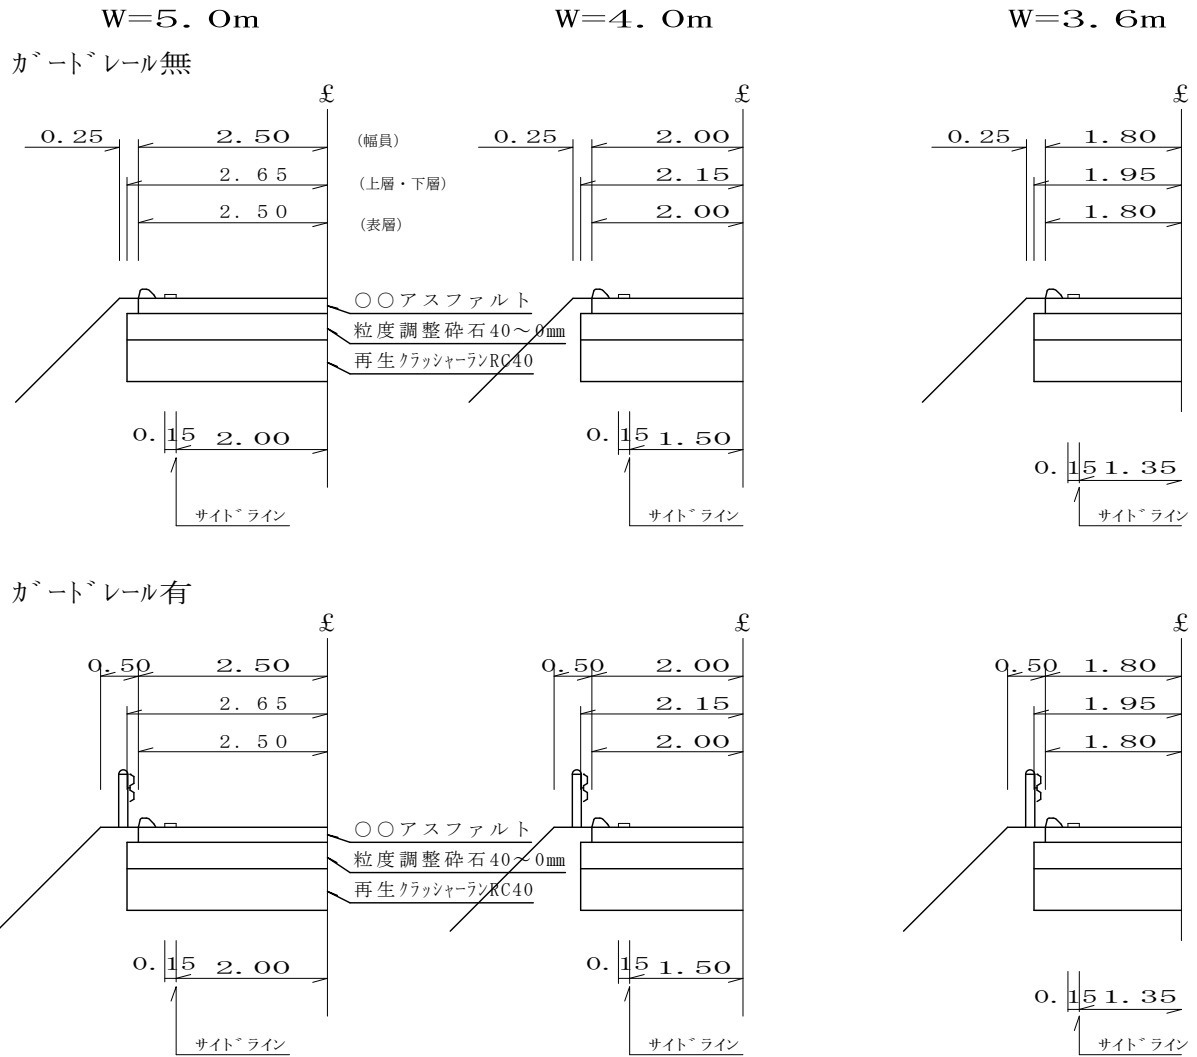 W=5.0m W=4.0m W=3.6m
ガードレール無
£ £ £
0.25 2.50 (幅員) 0.25 2.00 0.25 1.80
2.65 (上層・下層) 2.15 1.95
2.50 (表層) 2.00 1.80
○○アスファルト
粒度調整砕石40～0mm
再生クラッシャーランRC40
0.15 2.00 0.15 1.50
0.15 1.35
サイドライン サイドライン サイドライン
ガードレール有
£ £ £
0.50 2.50 0.50 2.00 0.50 1.80
2.65 2.15 1.95
2.50 2.00 1.80
○○アスファルト
粒度調整砕石40～0mm
再生クラッシャーランRC40
0.15 2.00 0.15 1.50
0.15 1.35
サイドライン サイドライン サイドライン